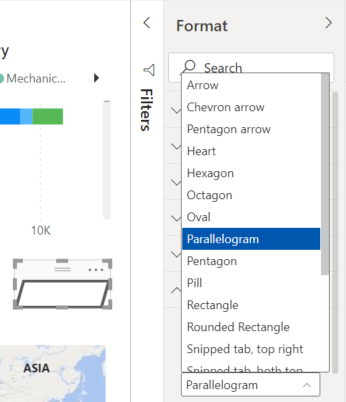 ry
Mechanic...
10K
ASIA
Filters
Format
Search
Arrow
Chevron arrow
Pentagon arrow
Heart
Hexagon
Octagon
Oval
Parallelogram
Pentagon
Pill
Rectangle
Rounded Rectangle
Snipped tab, top right
Snipped tab, both top
Parallelogram